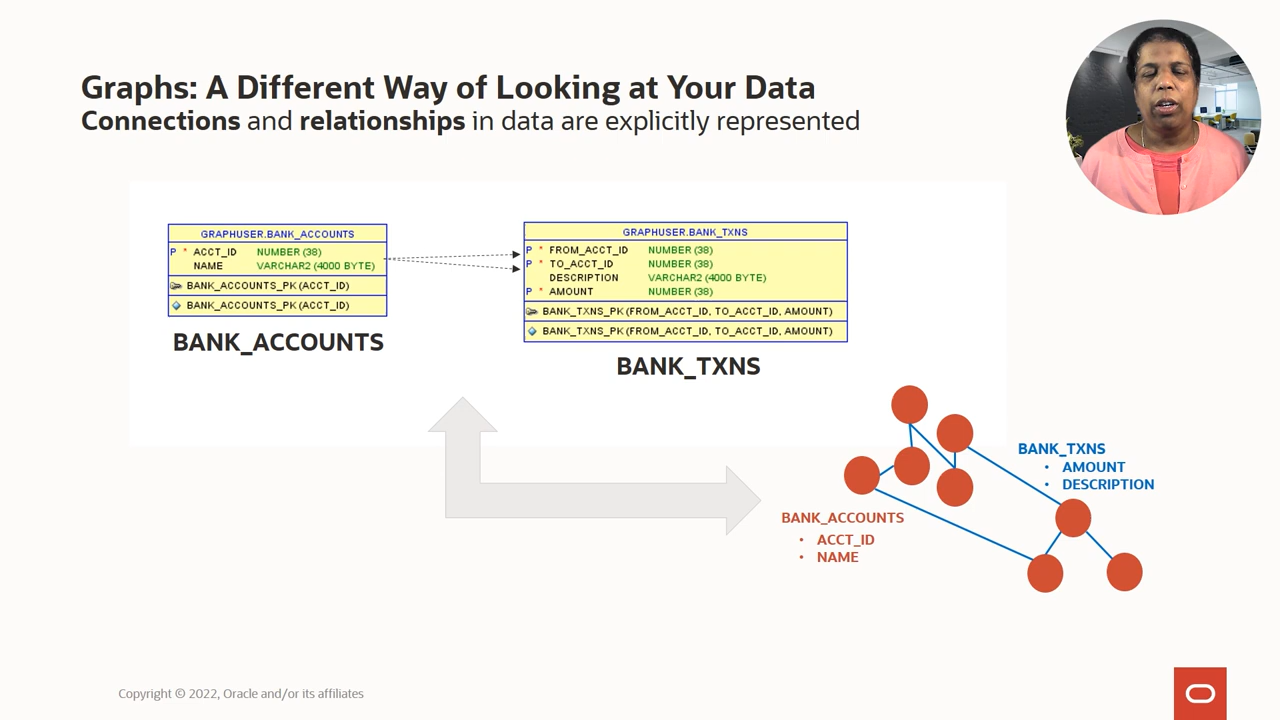 Graphs: A Different Way of Looking at Your Data
Connections and relationships in data are explicitly represented
GRAPHUSER.BANK_ACCOUNTS
P * ACCT_ID NUMBER (38)
NAME VARCHAR2 (4000 BYTE)
BANK_ACCOUNTS_PK (ACCT_ID)
BANK_ACCOUNTS_PK (ACCT_ID)
BANK_ACCOUNTS
GRAPHUSER.BANK_TXNS
P * FROM_ACCT_ID NUMBER (38)
P * TO_ACCT_ID NUMBER (38)
DESCRIPTION VARCHAR2 (4000 BYTE)
P * AMOUNT NUMBER (38)
BANK_TXNS_PK (FROM_ACCT_ID, TO_ACCT_ID, AMOUNT)
BANK_TXNS_PK (FROM_ACCT_ID, TO_ACCT_ID, AMOUNT)
BANK_TXNS
BANK_TXNS
• AMOUNT
• DESCRIPTION
BANK_ACCOUNTS
• ACCT_ID
• NAME
Copyright © 2022, Oracle and/or its affiliates